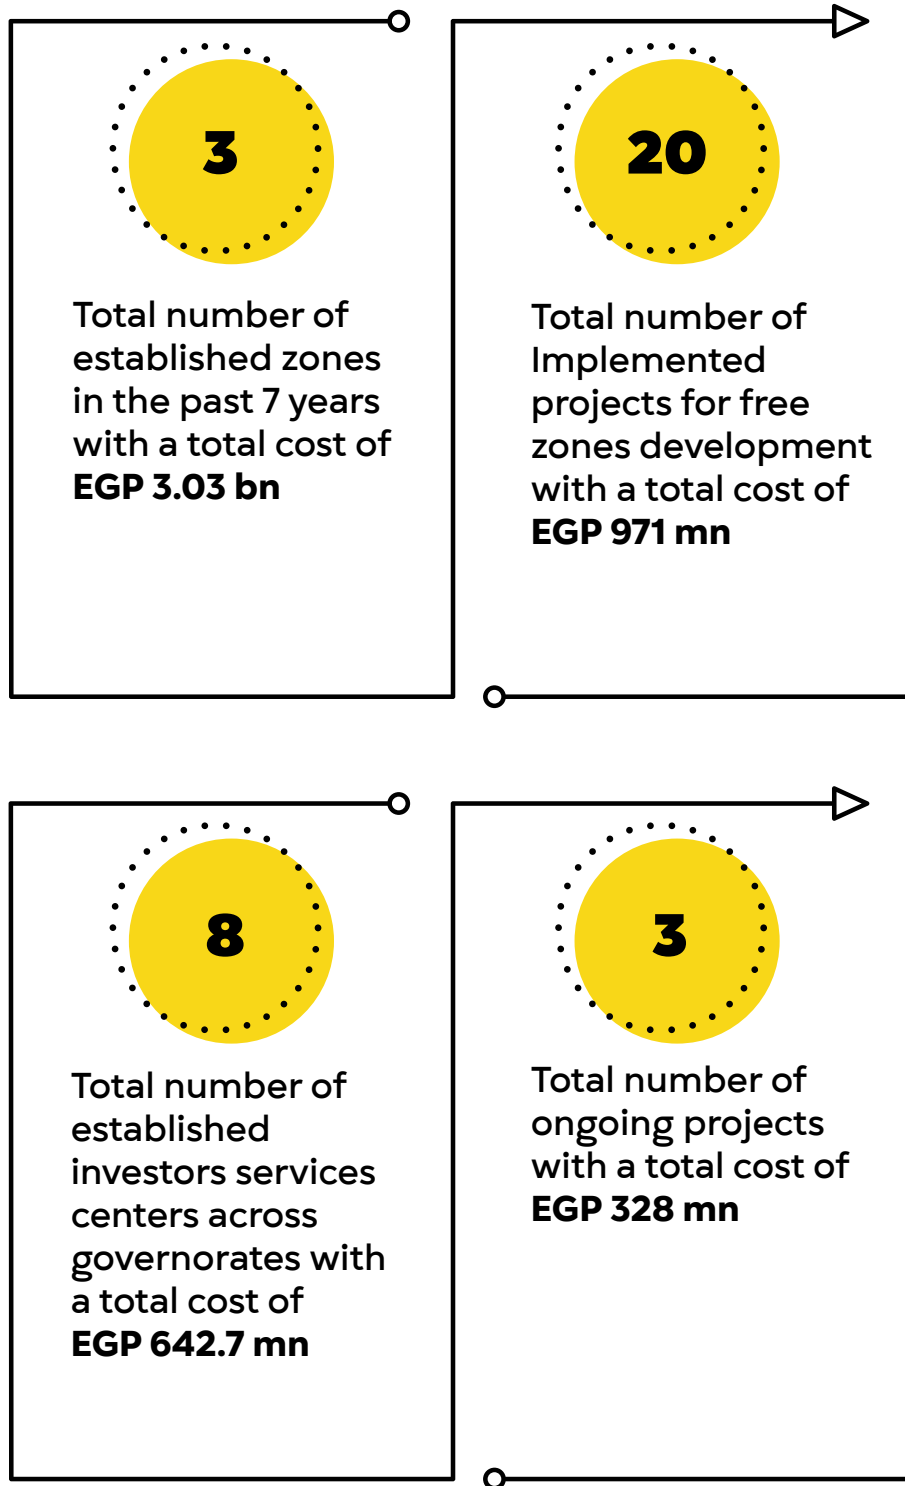 3
Total number of
established zones
in the past 7 years
with a total cost of
EGP 3.03 bn
20
Total number of
Implemented
projects for free
zones development
with a total cost of
EGP 971 mn
8
Total number of
established
investors services
centers across
governorates with
a total cost of
EGP 642.7 mn
3
Total number of
ongoing projects
with a total cost of
EGP 328 mn